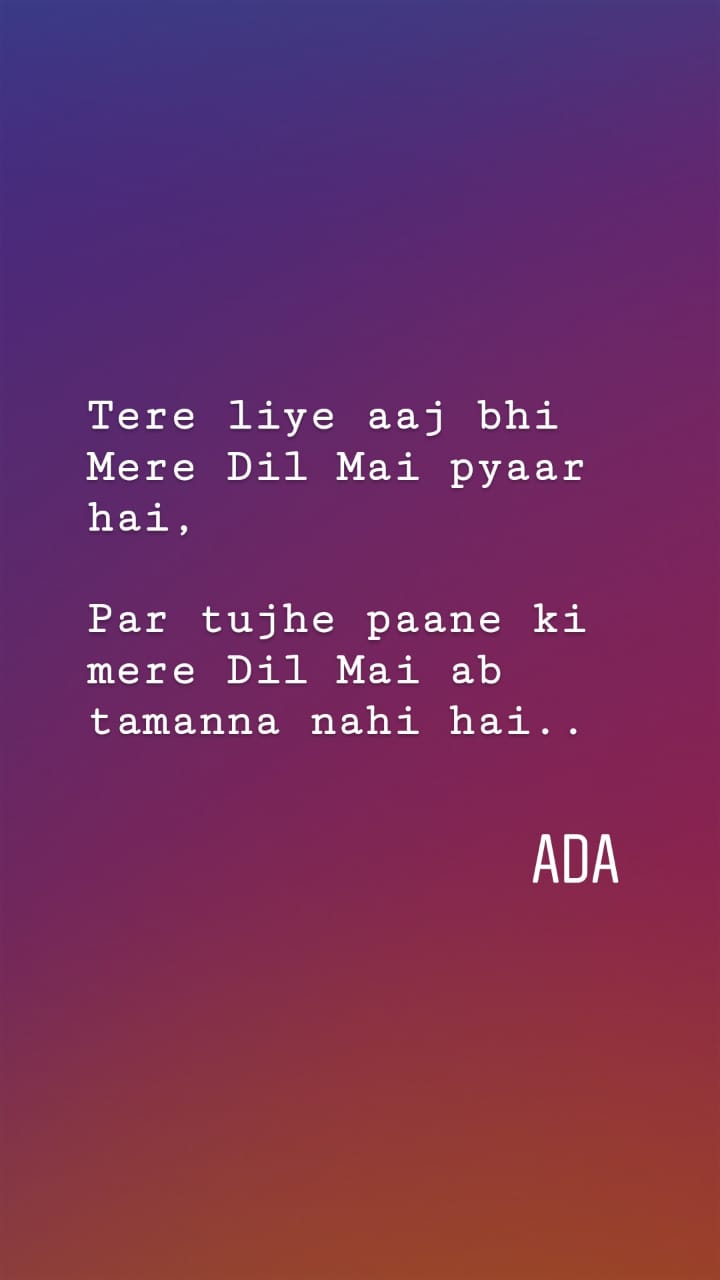 Tere liye aaj bhi
Mere Dil Mai pyaar
hai,
Par tujhe paane ki
mere Dil Mai ab
tamanna nahi hai..
ADA